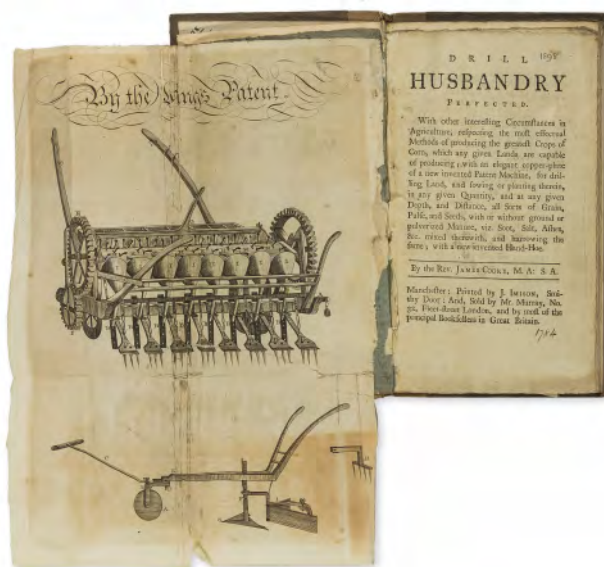 By the Kings Patent.
DRILL 
HUSBANDRY
PERFECTED.
With other interesting Circumstances in
Agriculture, respecting the most effectual
Methods of producing the greatest Crops of
Corn, which any given Lands are capable
of producing; with an elegant copper-plate
of a new invented Patent Machine, for dril-
ling Land, and sowing or planting therein,
in any given Quantity, and at any given
Depth, and Distance, all Sorts of Grain,
Pulse, and Seeds, with or without ground or
pulverized Manure, viz. Soot, Salt, Ashes,
&c. mixed therewith, and harrowing the
same; with a new invented Hand-Hoe.
By the REV. JAMES COOKE, M. A: S. A.
Manchester: Printed by J. IMISON, Smi-
thy Door: And, Sold by Mr. Murray, No.
32, Fleet-street London, and by most of the
principal Booksellers in Great Britain.
1784